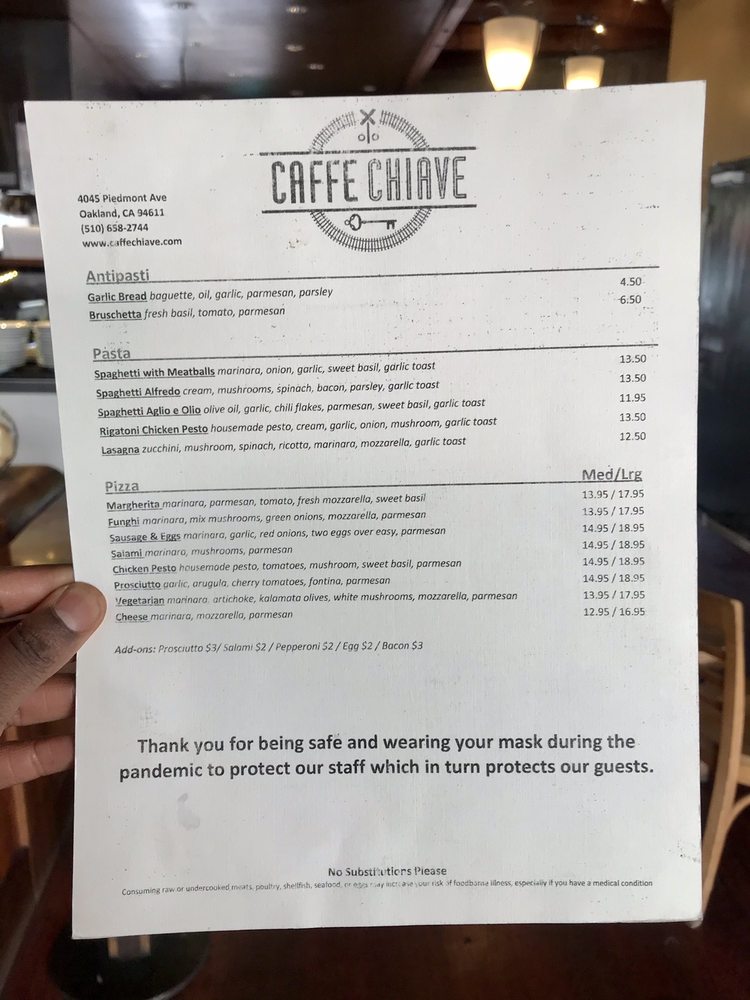 CAFFE CHIAVE
4045 Piedmont Ave
Oakland, CA 94611
(510) 658-2744
www.caffechiave.com
Antipasti
Garlic Bread baguette, oil, garlic, parmesan, parsley 4.50
Bruschetta fresh basil, tomato, parmesan 6.50
Pasta
Spaghetti with Meatballs marinara, onion, garlic, sweet basil, garlic toast 13.50
Spaghetti Alfredo cream, mushrooms, spinach, bacon, parsley, garlic toast 13.50
Spaghetti Aglio e Olio olive oil, garlic, chili flakes, parmesan, sweet basil, garlic toast 11.95
Rigatoni Chicken Pesto housemade pesto, cream, garlic, onion, mushroom, garlic toast 13.50
Lasagna zucchini, mushroom, spinach, ricotta, marinara, mozzarella, garlic toast 12.50
Pizza Med/Lrg
Margherita marinara, parmesan, tomato, fresh mozzarella, sweet basil 13.95 / 17.95
Funghi marinara, mix mushrooms, green onions, mozzarella, parmesan 13.95 / 17.95
Sausage & Eggs marinara, garlic, red onions, two eggs over easy, parmesan 14.95 / 18.95
Salami marinara, mushrooms, parmesan 14.95 / 18.95
Chicken Pesto housemade pesto, tomatoes, mushroom, sweet basil, parmesan 14.95 / 18.95
Prosciutto garlic, arugula, cherry tomatoes, fontina, parmesan 14.95 / 18.95
Vegetarian marinara, artichoke, kalamata olives, white mushrooms, mozzarella, parmesan 13.95 / 17.95
Cheese marinara, mozzarella, parmesan 12.95 / 16.95
Add-ons: Prosciutto $3/ Salami $2 / Pepperoni $2 / Egg $2 / Bacon $3
Thank you for being safe and wearing your mask during the
pandemic to protect our staff which in turn protects our guests.
No Substitutions Please
Consuming raw or undercooked meats, poultry, shellfish, seafood, or eggs may increase your risk of foodborne illness, especially if you have a medical condition